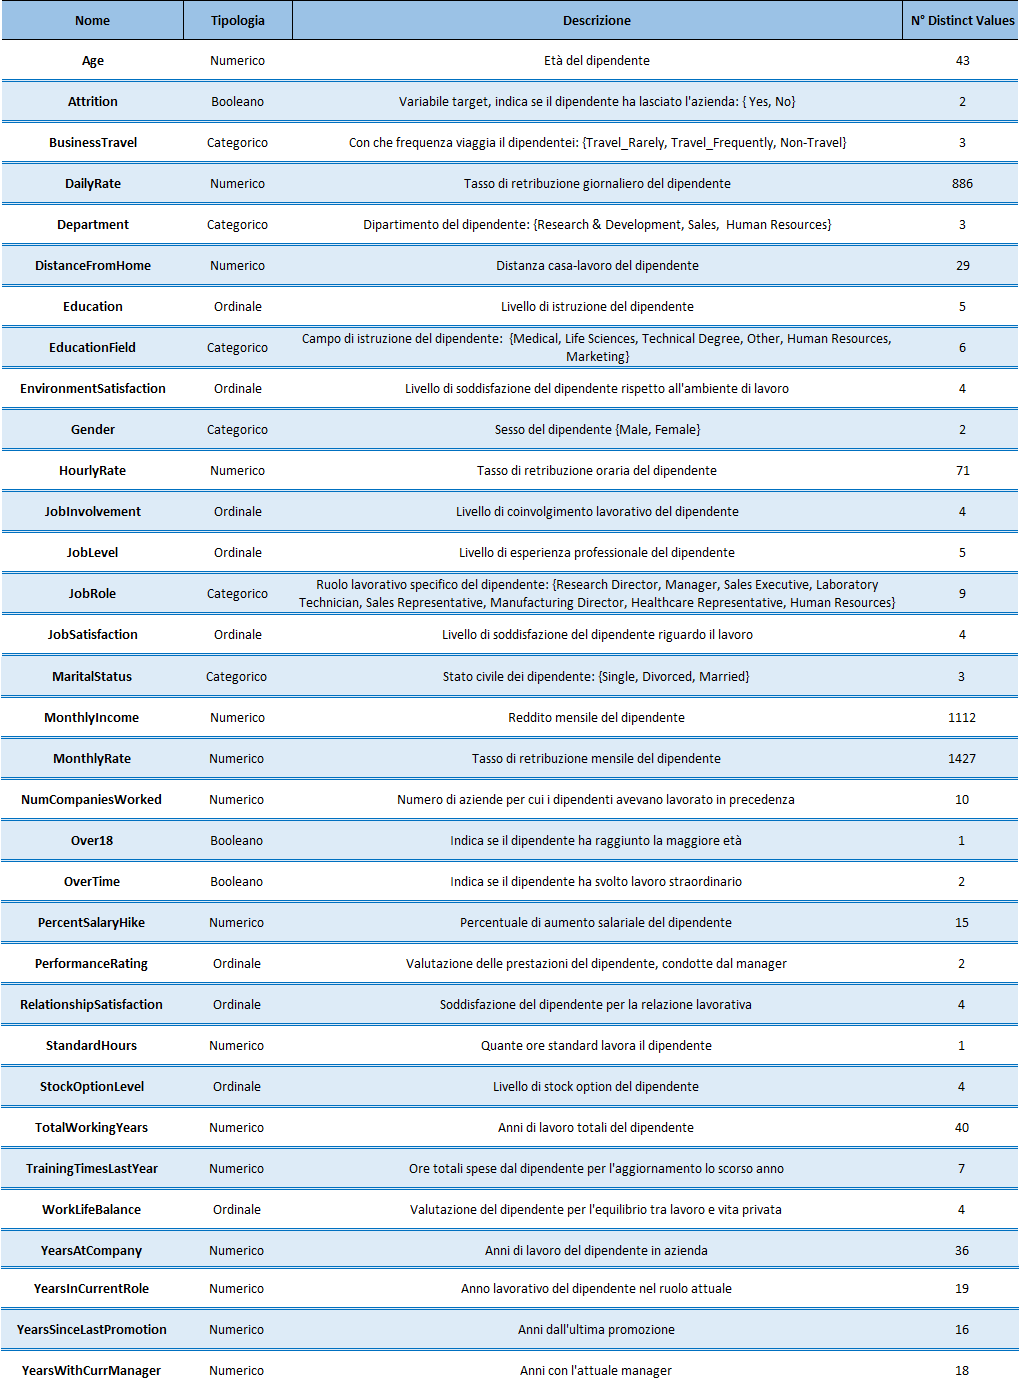 Nome Tipologia Descrizione N° Distinct Values
Age Numerico Età del dipendente 43
Attrition Booleano Variabile target, indica se il dipendente ha lasciato l'azienda: { Yes, No} 2
BusinessTravel Categorico Con che frequenza viaggia il dipendentei: {Travel_Rarely, Travel_Frequently, Non-Travel} 3
DailyRate Numerico Tasso di retribuzione giornaliero del dipendente 886
Department Categorico Dipartimento del dipendente: {Research & Development, Sales,  Human Resources} 3
DistanceFromHome Numerico Distanza casa-lavoro del dipendente 29
Education Ordinale Livello di istruzione del dipendente 5
EducationField Categorico Campo di istruzione del dipendente:  {Medical, Life Sciences, Technical Degree, Other, Human Resources,
Marketing} 6
EnvironmentSatisfaction Ordinale Livello di soddisfazione del dipendente rispetto all'ambiente di lavoro 4
Gender Categorico Sesso del dipendente {Male, Female} 2
HourlyRate Numerico Tasso di retribuzione oraria del dipendente 71
JobInvolvement Ordinale Livello di coinvolgimento lavorativo del dipendente 4
JobLevel Ordinale Livello di esperienza professionale del dipendente 5
JobRole Categorico Ruolo lavorativo specifico del dipendente: {Research Director, Manager, Sales Executive, Laboratory
Technician, Sales Representative, Manufacturing Director, Healthcare Representative, Human Resources} 9
JobSatisfaction Ordinale Livello di soddisfazione del dipendente riguardo il lavoro 4
MaritalStatus Categorico Stato civile dei dipendente: {Single, Divorced, Married} 3
MonthlyIncome Numerico Reddito mensile del dipendente 1112
MonthlyRate Numerico Tasso di retribuzione mensile del dipendente 1427
NumCompaniesWorked Numerico Numero di aziende per cui i dipendenti avevano lavorato in precedenza 10
Over18 Booleano Indica se il dipendente ha raggiunto la maggiore età 1
OverTime Booleano Indica se il dipendente ha svolto lavoro straordinario 2
PercentSalaryHike Numerico Percentuale di aumento salariale del dipendente 15
PerformanceRating Ordinale Valutazione delle prestazioni del dipendente, condotte dal manager 2
RelationshipSatisfaction Ordinale Soddisfazione del dipendente per la relazione lavorativa 4
StandardHours Numerico Quante ore standard lavora il dipendente 1
StockOptionLevel Ordinale Livello di stock option del dipendente 4
TotalWorkingYears Numerico Anni di lavoro totali del dipendente 40
TrainingTimesLastYear Numerico Ore totali spese dal dipendente per l'aggiornamento lo scorso anno 7
WorkLifeBalance Ordinale Valutazione del dipendente per l'equilibrio tra lavoro e vita privata 4
YearsAtCompany Numerico Anni di lavoro del dipendente in azienda 36
YearsInCurrentRole Numerico Anno lavorativo del dipendente nel ruolo attuale 19
YearsSinceLastPromotion Numerico Anni dall'ultima promozione 16
YearsWithCurrManager Numerico Anni con l'attuale manager 18